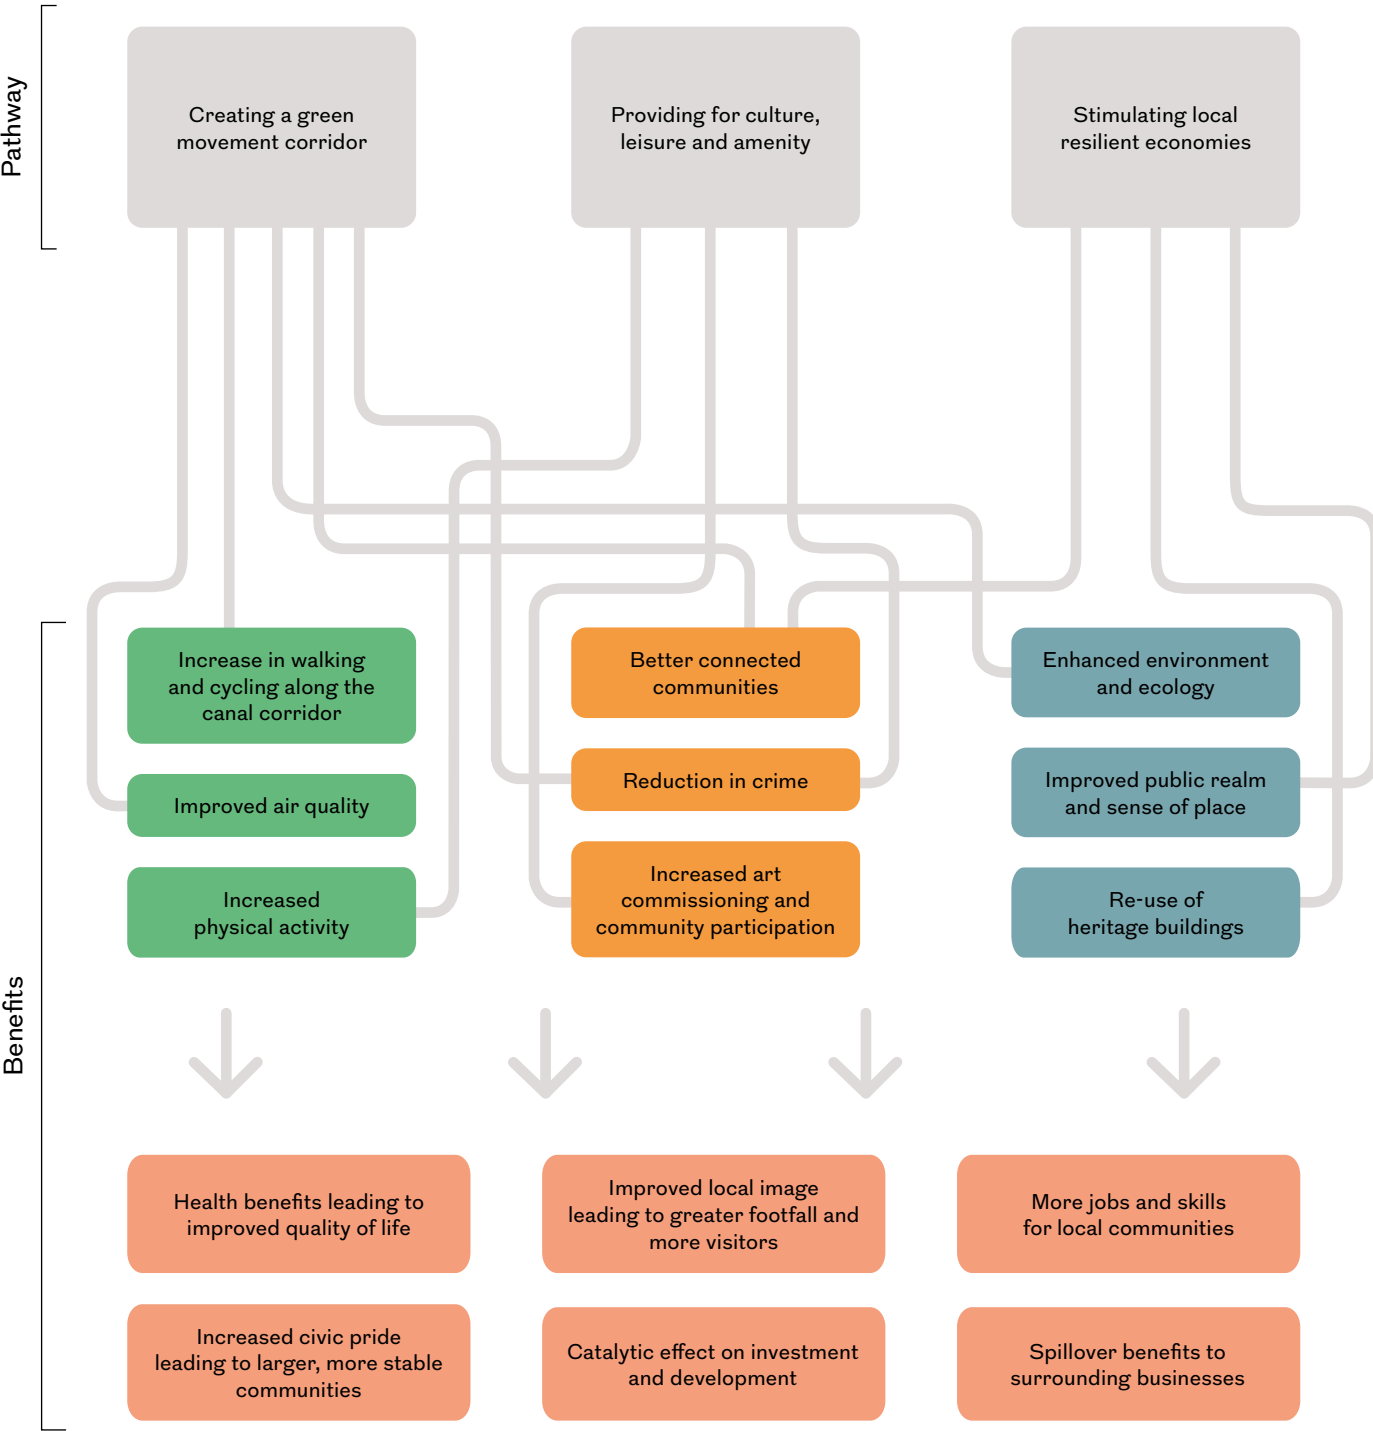 Pathway
Creating a green
movement corridor
Providing for culture,
leisure and amenity
Stimulating local
resilient economies
Benefits
Increase in walking
and cycling along the
canal corridor
Improved air quality
Increased
physical activity
Better connected
communities
Reduction in crime
Increased art
commissioning and
community participation
Enhanced environment
and ecology
Improved public realm
and sense of place
Re-use of
heritage buildings
Health benefits leading to
improved quality of life
Improved local image
leading to greater footfall and
more visitors
More jobs and skills
for local communities
Increased civic pride
leading to larger, more stable
communities
Catalytic effect on investment
and development
Spillover benefits to
surrounding businesses